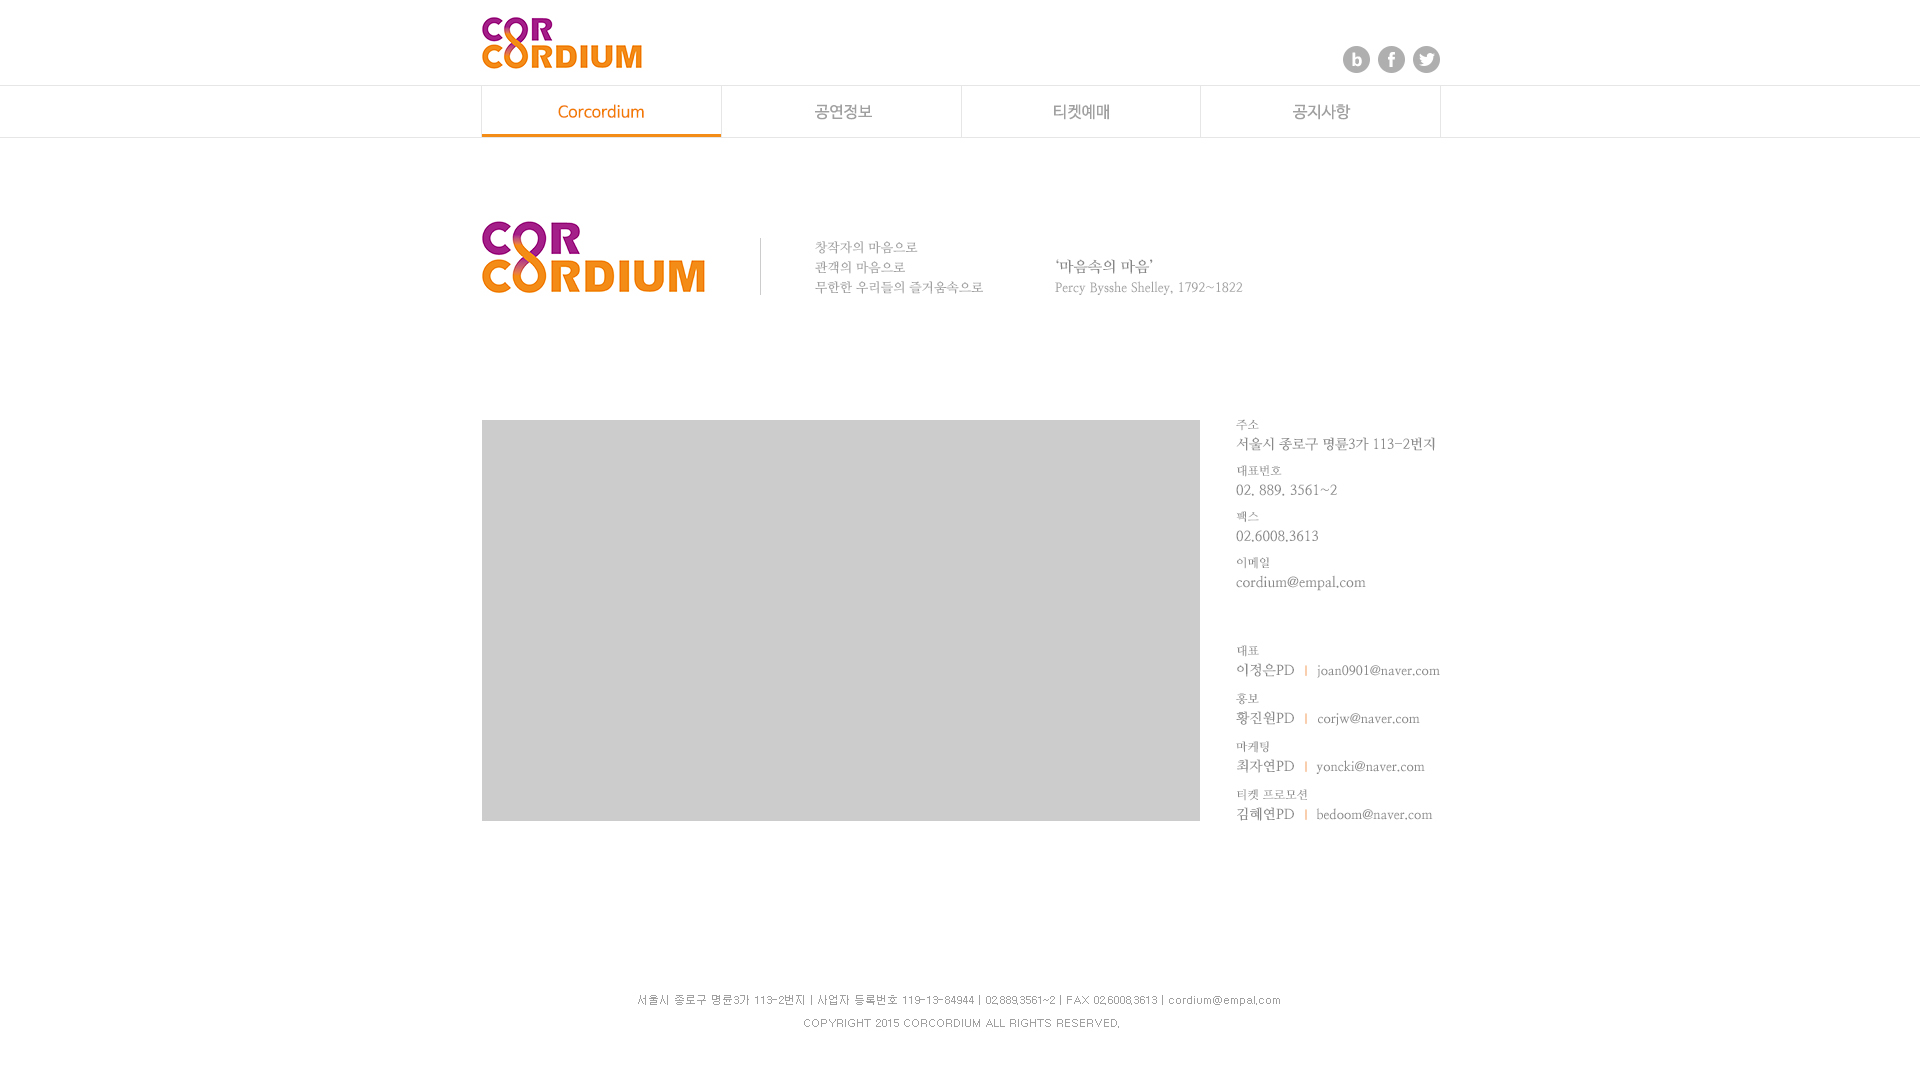 COR
CORDIUM
b f
Corcordium
공연정보
티켓예매
공지사항
COR
CORDIUM
창작자의 마음으로
관객의 마음으로
무한한 우리들의 즐거움속으로
‘마음속의 마음’
Percy Bysshe Shelley, 1792~1822
주소
서울시 종로구 명륜3가 113-2번지
대표번호
02. 889. 3561~2
팩스
02.6008.3613
이메일
cordium@empal.com
대표
이정은PD | joan0901@naver.com
홍보
황진원PD | corjw@naver.com
마케팅
최자연PD | yoncki@naver.com
티켓 프로모션
김혜연PD | bedoom@naver.com
서울시 종로구 명륜3가 113-2번지 | 사업자 등록번호 119-13-84944 | 02.889.3561~2 | FAX 02.6008.3613 | cordium@empal.com
COPYRIGHT 2015 CORCORDIUM ALL RIGHTS RESERVED.